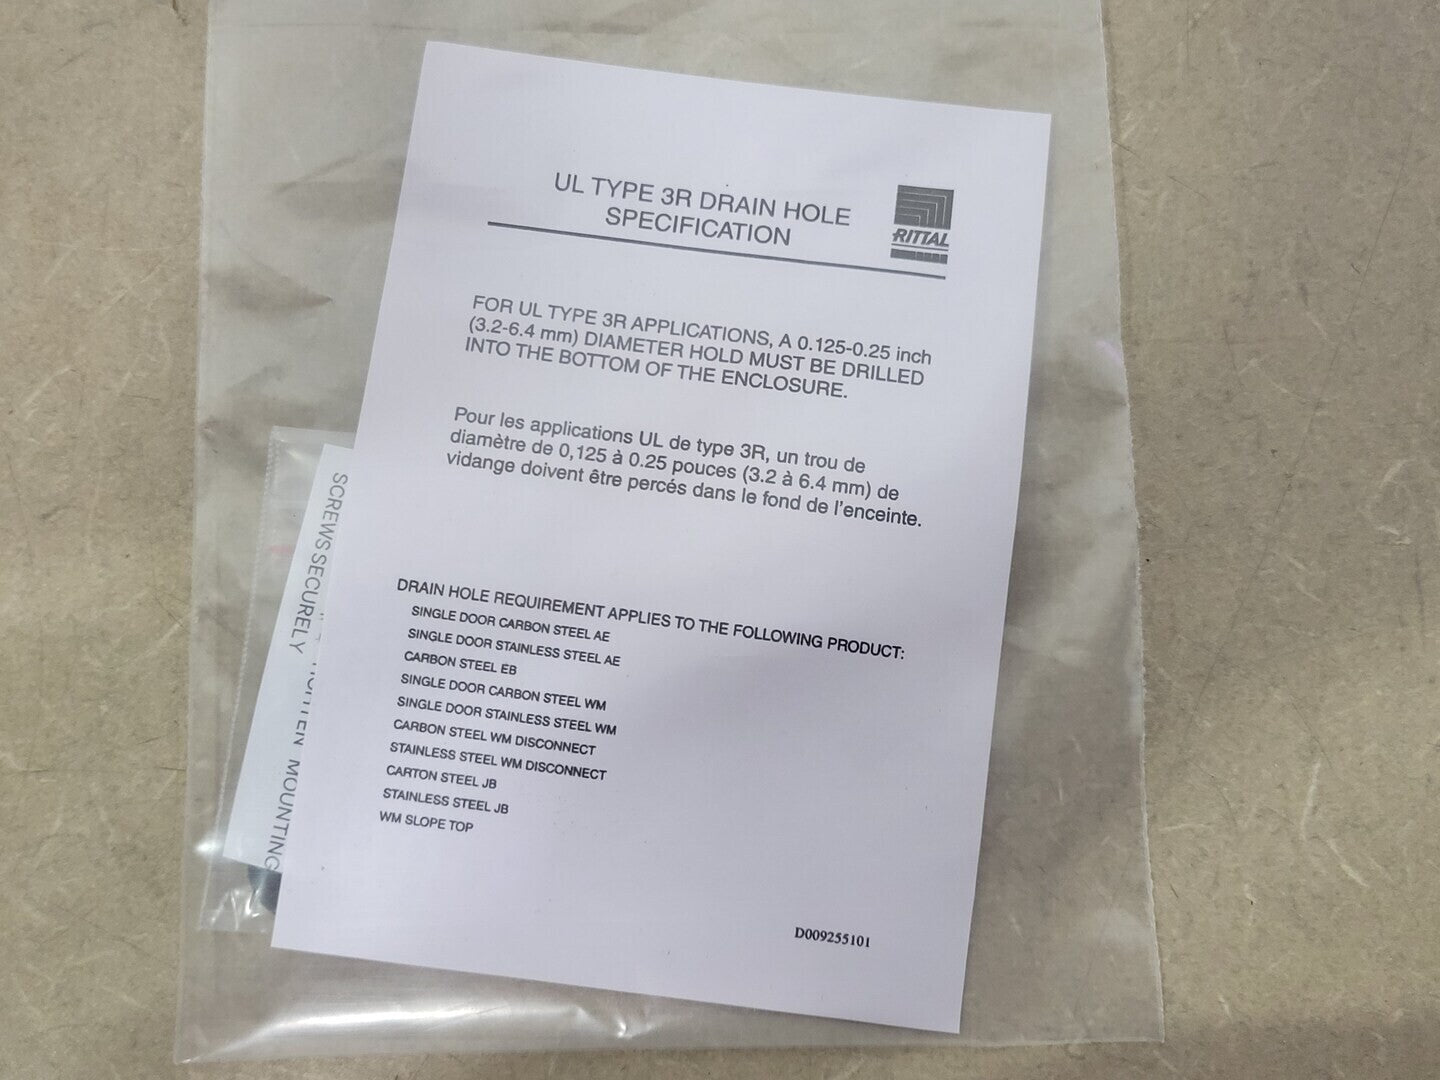 UL TYPE 3R DRAIN HOLE
SPECIFICATION
RITTAL
FOR UL TYPE 3R APPLICATIONS, A 0.125-0.25 inch
(3.2-6.4 mm) DIAMETER HOLD MUST BE DRILLED
INTO THE BOTTOM OF THE ENCLOSURE.
Pour les applications UL de type 3R, un trou de
diamètre de 0,125 à 0.25 pouces (3.2 à 6.4 mm) de
vidange doivent être percés dans le fond de l'enceinte.
DRAIN HOLE REQUIREMENT APPLIES TO THE FOLLOWING PRODUCT:
SINGLE DOOR CARBON STEEL AE
SINGLE DOOR STAINLESS STEEL AE
CARBON STEEL EB
SINGLE DOOR CARBON STEEL WM
SINGLE DOOR STAINLESS STEEL WM
CARBON STEEL WM DISCONNECT
STAINLESS STEEL WM DISCONNECT
CARTON STEEL JB
STAINLESS STEEL JB
WM SLOPE TOP
D009255101
MOUNTING
SCREWS SECURELY